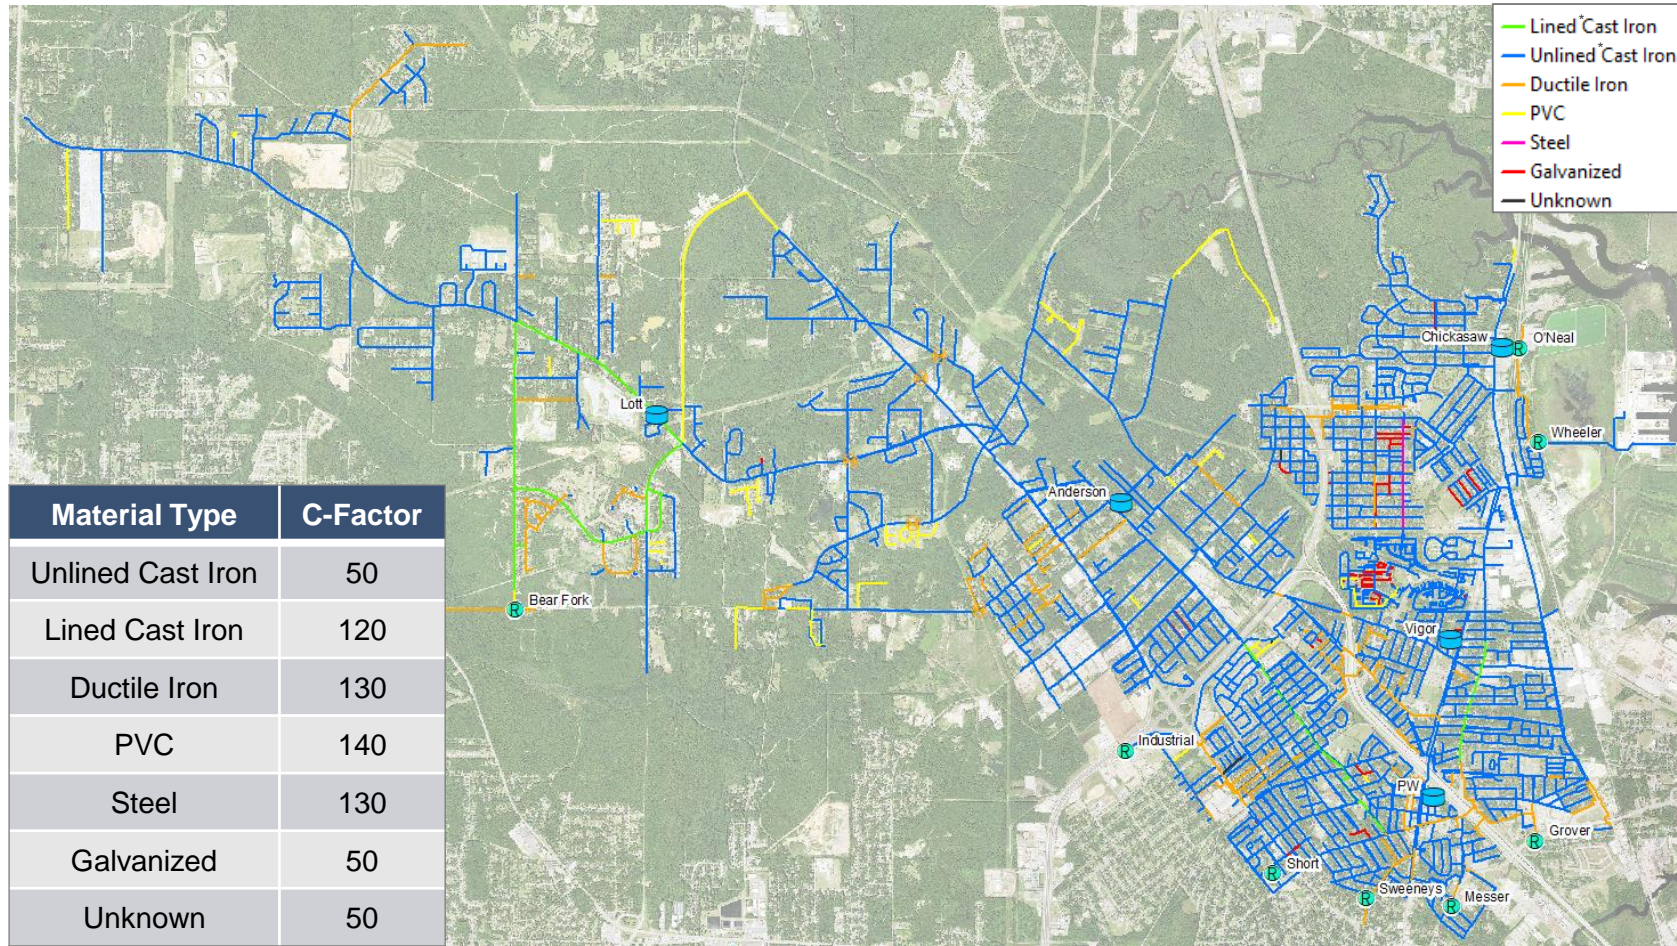 Lined*Cast Iron
Unlined*Cast Iron
Ductile Iron
PVC
Steel
Galvanized
Unknown
Chickasaw
R O'Neal
Lott
R Wheeler
Anderson
R Bear Fork
Vigor
R Industrial
PW
R Grover
R Short
R Sweeneys
R Messer
Material Type C-Factor
Unlined Cast Iron 50
Lined Cast Iron 120
Ductile Iron 130
PVC 140
Steel 130
Galvanized 50
Unknown 50